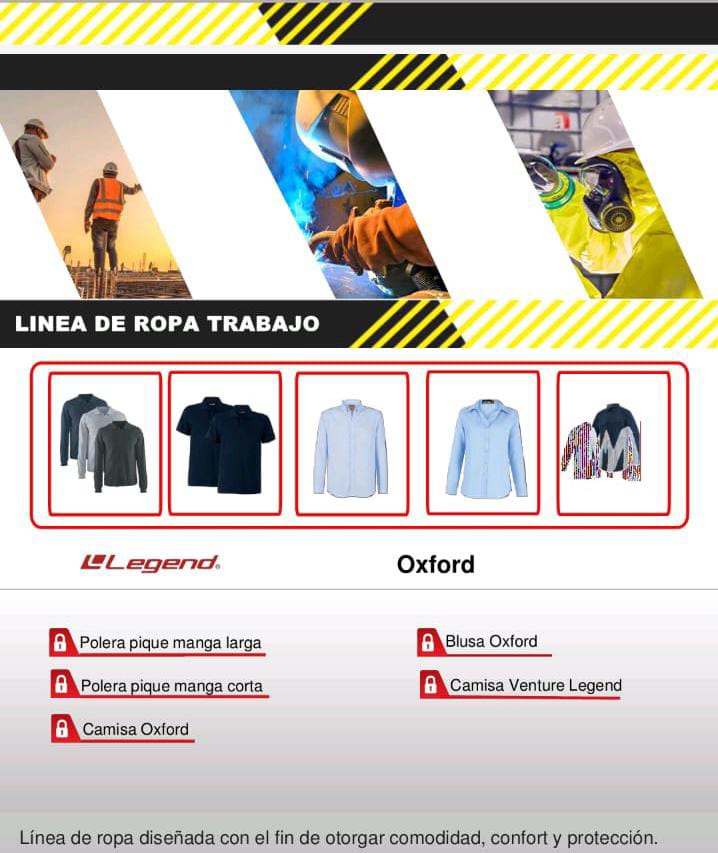 LINEA DE ROPA TRABAJO
Legend®
Oxford
Polera pique manga larga
Polera pique manga corta
Camisa Oxford
Blusa Oxford
Camisa Venture Legend
Línea de ropa diseñada con el fin de otorgar comodidad, confort y protección.